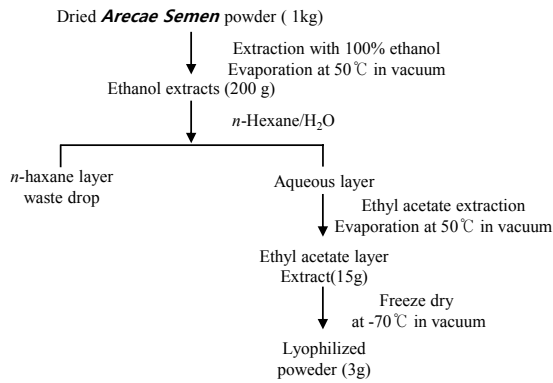 Dried Arecae Semen powder ( 1kg)
Extraction with 100% ethanol
Evaporation at 50℃ in vacuum
Ethanol extracts (200 g)
n-Hexane/H₂O
n-haxane layer
waste drop
Aqueous layer
Ethyl acetate extraction
Evaporation at 50℃ in vacuum
Ethyl acetate layer
Extract(15g)
Freeze dry
at -70℃ in vacuum
Lyophilized
poweder (3g)